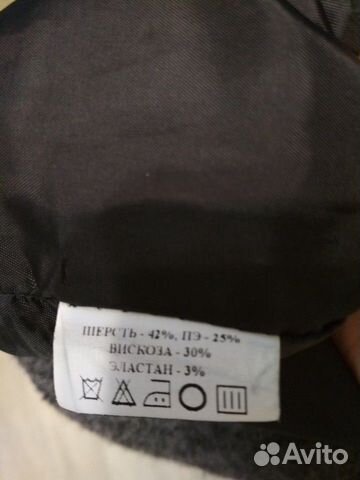 ШЕРСТЬ - 42%, ПЭ - 25%
ВИСКОЗА - 30%
ЭЛАСТАН - 3%
Avito